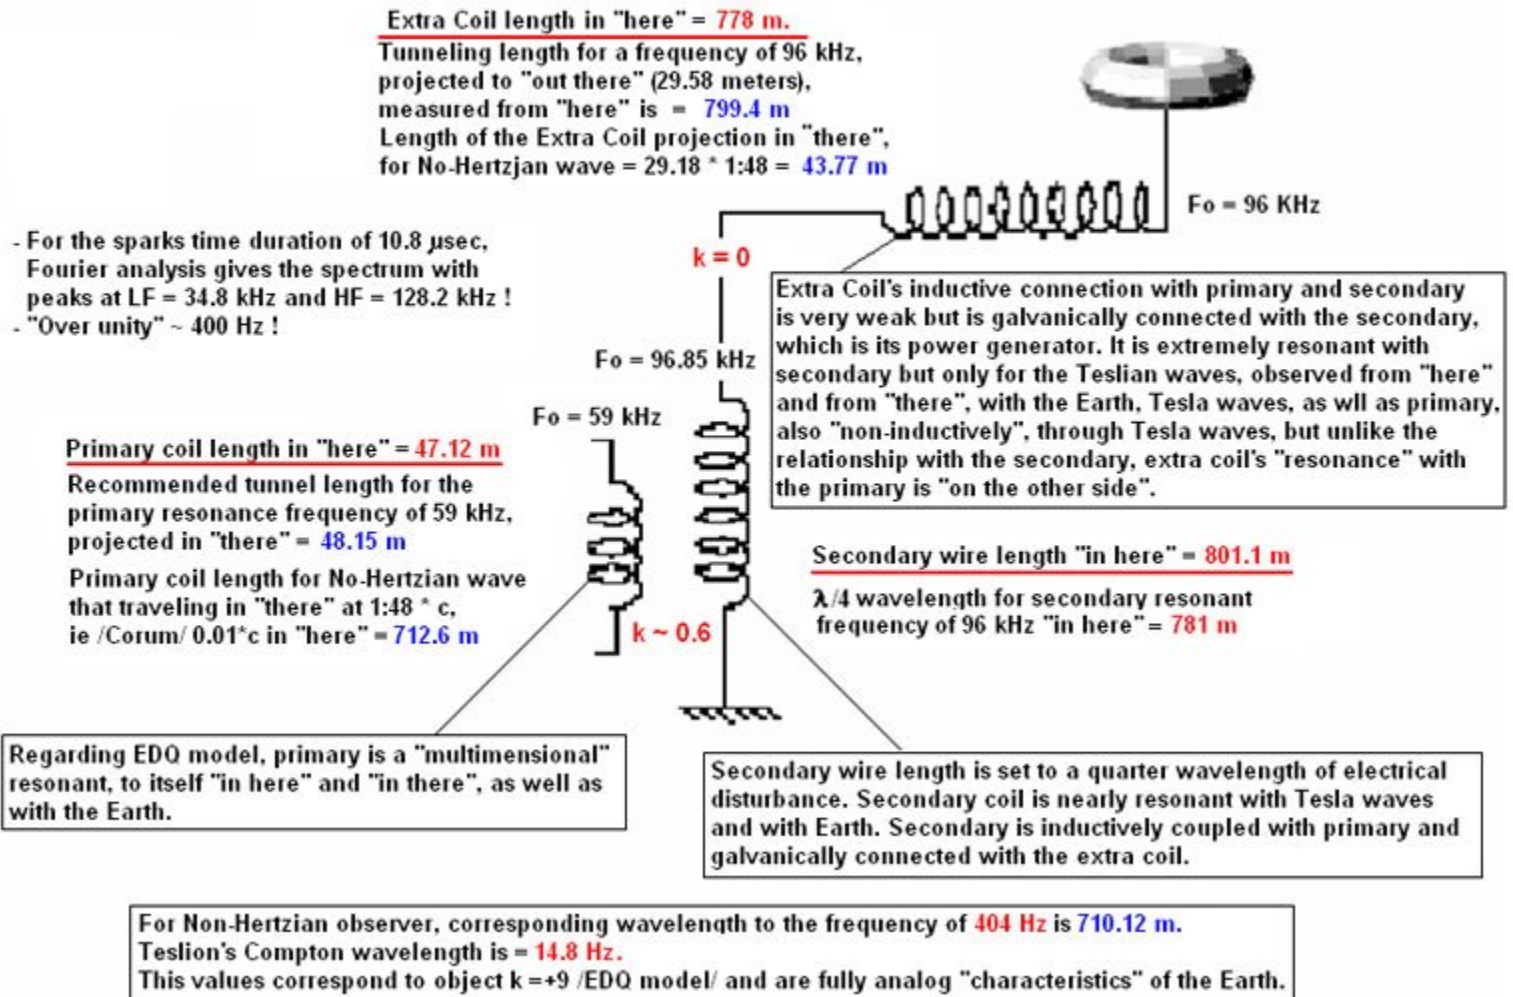 Extra Coil length in "here" = 778 m.
Tunneling length for a frequency of 96 kHz,
projected to "out there" (29.58 meters),
measured from "here" is = 799.4 m
Length of the Extra Coil projection in "there",
for No-Hertzjan wave = 29.18 * 1:48 = 43.77 m
Fo = 96 KHz
- For the sparks time duration of 10.8 µsec,
Fourier analysis gives the spectrum with
peaks at LF = 34.8 kHz and HF = 128.2 kHz !
- "Over unity" ~ 400 Hz !
k = 0
Extra Coil's inductive connection with primary and secondary
is very weak but is galvanically connected with the secondary,
which is its power generator. It is extremely resonant with
secondary but only for the Teslian waves, observed from "here"
and from "there", with the Earth, Tesla waves, as wll as primary,
also "non-inductively", through Tesla waves, but unlike the
relationship with the secondary, extra coil's "resonance" with
the primary is "on the other side".
Fo = 96.85 kHz
Fo = 59 kHz
Primary coil length in "here" = 47.12 m
Recommended tunnel length for the
primary resonance frequency of 59 kHz,
projected in "there" = 48.15 m
Primary coil length for No-Hertzian wave
that traveling in "there" at 1:48 * c,
ie /Corum/ 0.01*c in "here" = 712.6 m
k ~ 0.6
Secondary wire length "in here" = 801.1 m
λ/4 wavelength for secondary resonant
frequency of 96 kHz "in here" = 781 m
Regarding EDQ model, primary is a "multimensional"
resonant, to itself "in here" and "in there", as well as
with the Earth.
Secondary wire length is set to a quarter wavelength of electrical
disturbance. Secondary coil is nearly resonant with Tesla waves
and with Earth. Secondary is inductively coupled with primary and
galvanically connected with the extra coil.
For Non-Hertzian observer, corresponding wavelength to the frequency of 404 Hz is 710.12 m.
Teslion's Compton wavelength is = 14.8 Hz.
This values correspond to object k =+9 /EDQ model/ and are fully analog "characteristics" of the Earth.